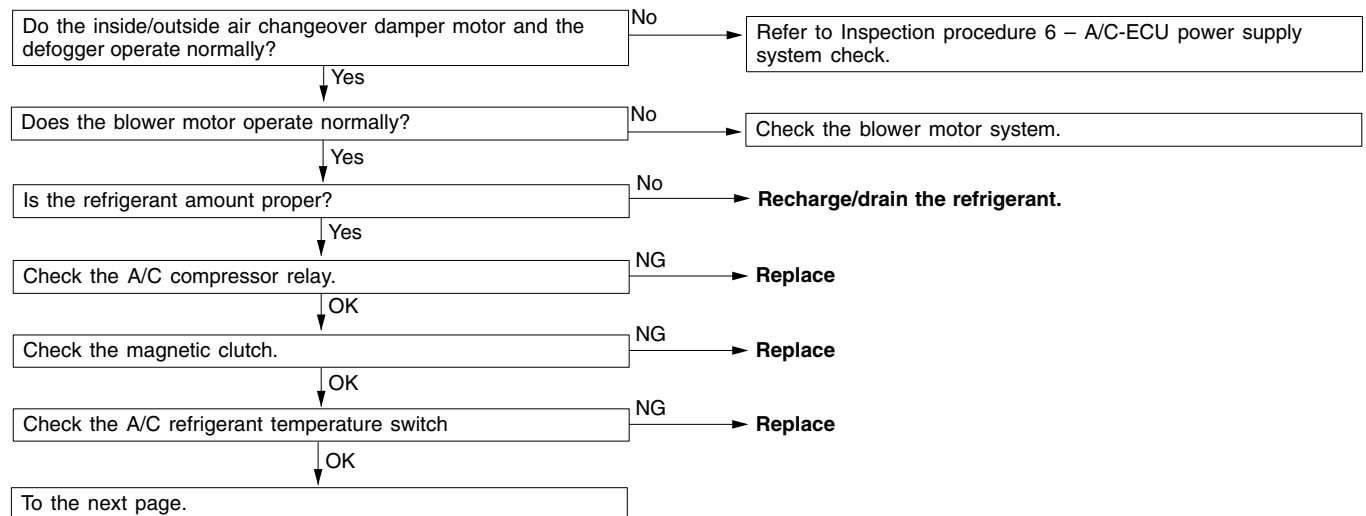 Do the inside/outside air changeover damper motor and the
defogger operate normally?
No
Refer to Inspection procedure 6 – A/C-ECU power supply
system check.
Yes
Does the blower motor operate normally?
No
Check the blower motor system.
Yes
Is the refrigerant amount proper?
No
Recharge/drain the refrigerant.
Yes
Check the A/C compressor relay.
NG
Replace
OK
Check the magnetic clutch.
NG
Replace
OK
Check the A/C refrigerant temperature switch
NG
Replace
OK
To the next page.